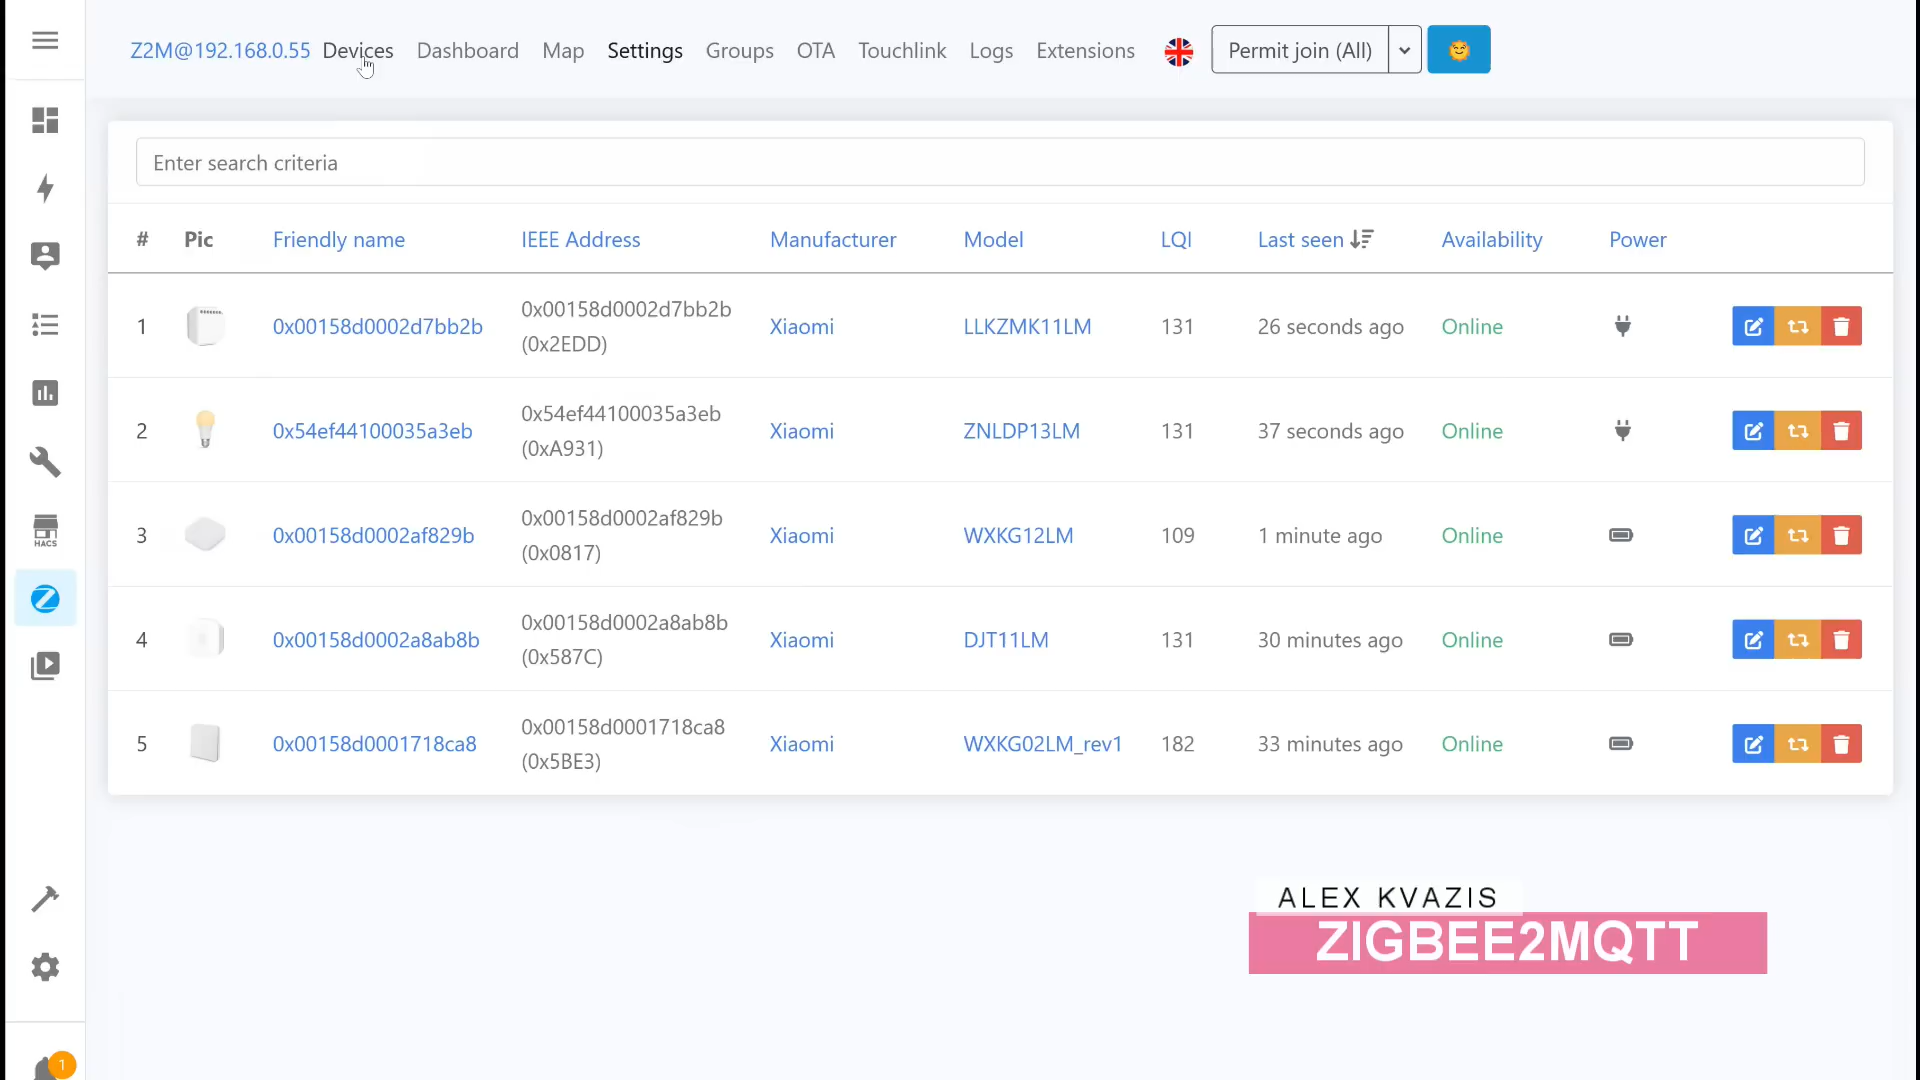 Z2M@192.168.0.55 Devices Dashboard Map Settings Groups OTA Touchlink Logs Extensions Permit join (All)
Enter search criteria
# Pic Friendly name IEEE Address Manufacturer Model LQI Last seen Availability Power
1 0x00158d0002d7bb2b 0x00158d0002d7bb2b (0x2EDD) Xiaomi LLKZMK11LM 131 26 seconds ago Online
2 0x54ef44100035a3eb 0x54ef44100035a3eb (0xA931) Xiaomi ZNLDP13LM 131 37 seconds ago Online
3 0x00158d0002af829b 0x00158d0002af829b (0x0817) Xiaomi WXKG12LM 109 1 minute ago Online
4 0x00158d0002a8ab8b 0x00158d0002a8ab8b (0x587C) Xiaomi DJT11LM 131 30 minutes ago Online
5 0x00158d0001718ca8 0x00158d0001718ca8 (0x5BE3) Xiaomi WXKG02LM_rev1 182 33 minutes ago Online
HACS
ALEX KVAZIS
ZIGBEE2MQTT
1